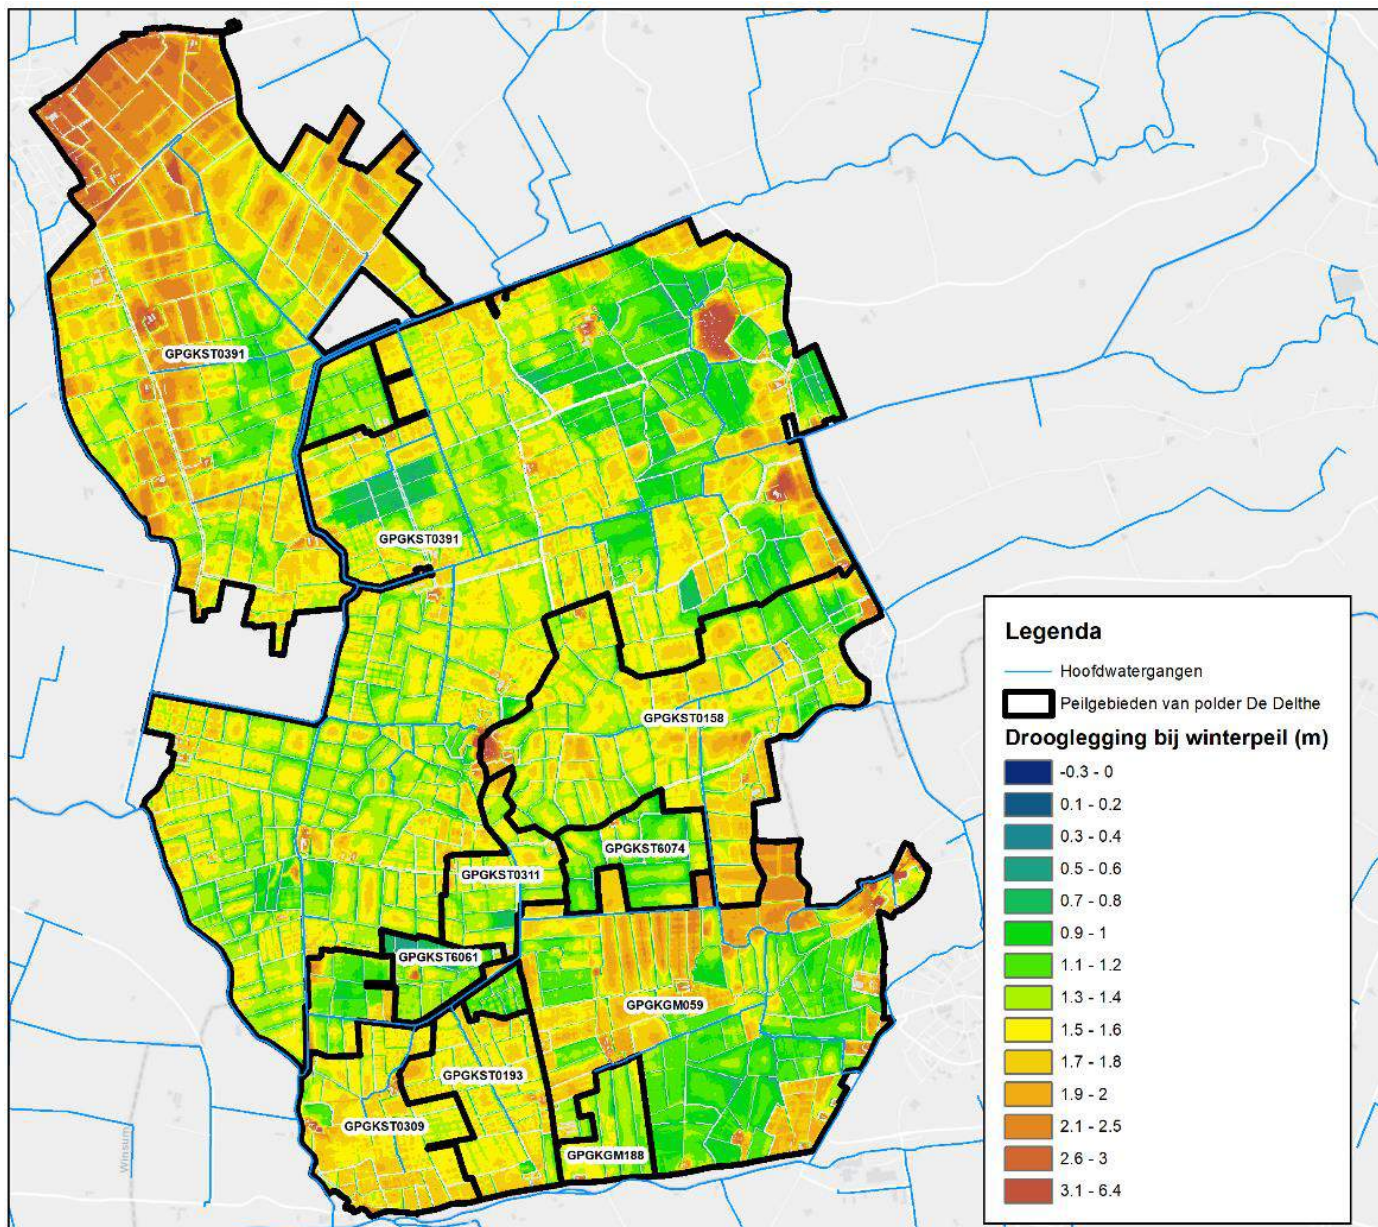 GPGKST0391
GPGKST0391
GPGKST0158
GPGKST6074
GPGKST0311
GPGKST6061
GPGKGM059
GPGKST0193
GPGKST0309
GPGKGM188
Winsum
Legenda
Hoofdwatergangen
Peilgebieden van polder De Delthe
Drooglegging bij winterpeil (m)
-0.3 - 0
0.1 - 0.2
0.3 - 0.4
0.5 - 0.6
0.7 - 0.8
0.9 - 1
1.1 - 1.2
1.3 - 1.4
1.5 - 1.6
1.7 - 1.8
1.9 - 2
2.1 - 2.5
2.6 - 3
3.1 - 6.4